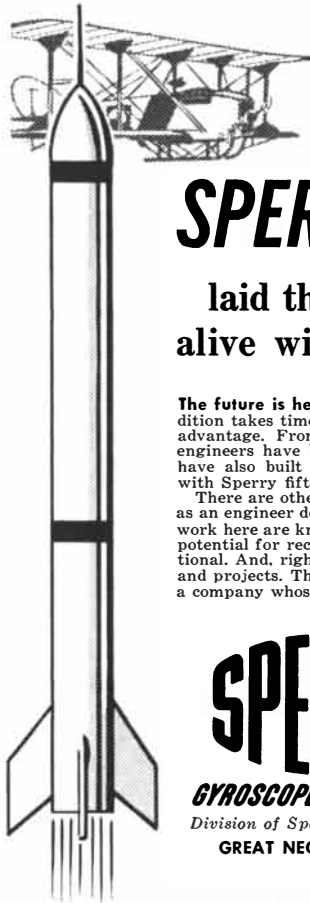 SPER
laid th
alive wi
The future is he
dition takes time
advantage. Fron
engineers have
have also built
with Sperry fift
There are othe
as an engineer de
work here are kn
potential for rec
tional. And, righ
and projects. Th
a company whos
SPE
GYROSCOPE
Division of Spe
GREAT NEC